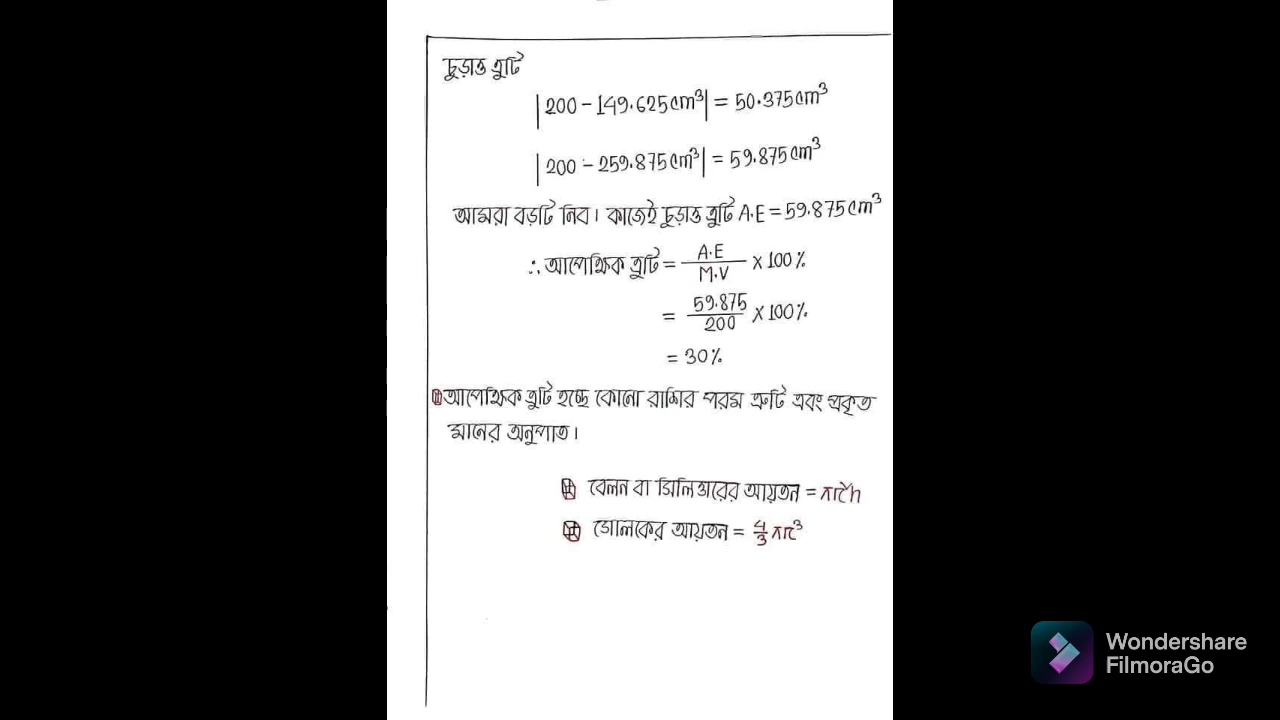 চুড়ান্ত ত্রুটি
|200 - 149.625cm³| = 50.375cm³
|200 - 259.875cm³| = 59.875cm³
আমরা বড়টি নিব। কাজেই চুড়ান্ত ত্রুটি A.E = 59.875cm³
∴ আপেক্ষিক ত্রুটি = A.E / M.V × 100%
= 59.875 / 200 × 100%
= 30%
আপেক্ষিক ত্রুটি হচ্ছে কোনো রাশির পরম ত্রুটি এবং প্রকৃত
মানের অনুপাত।
বেলন বা সিলিন্ডারের আয়তন = πr²h
গোলকের আয়তন = 4/3 πr³
Wondershare
FilmoraGo